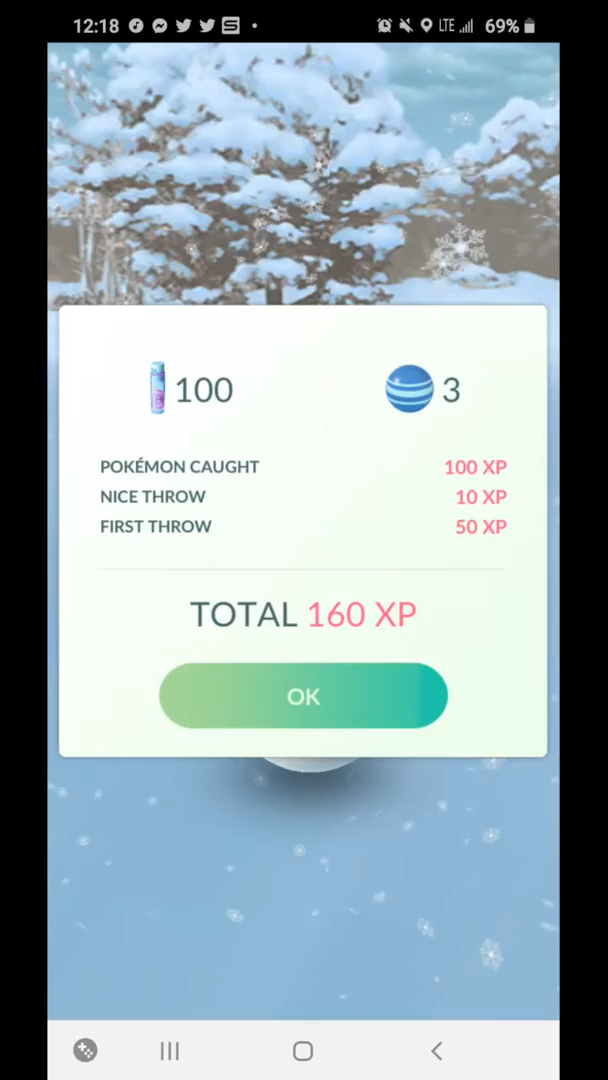 12:18 LTE 69%
100 3
POKÉMON CAUGHT 100 XP
NICE THROW 10 XP
FIRST THROW 50 XP
TOTAL 160 XP
OK